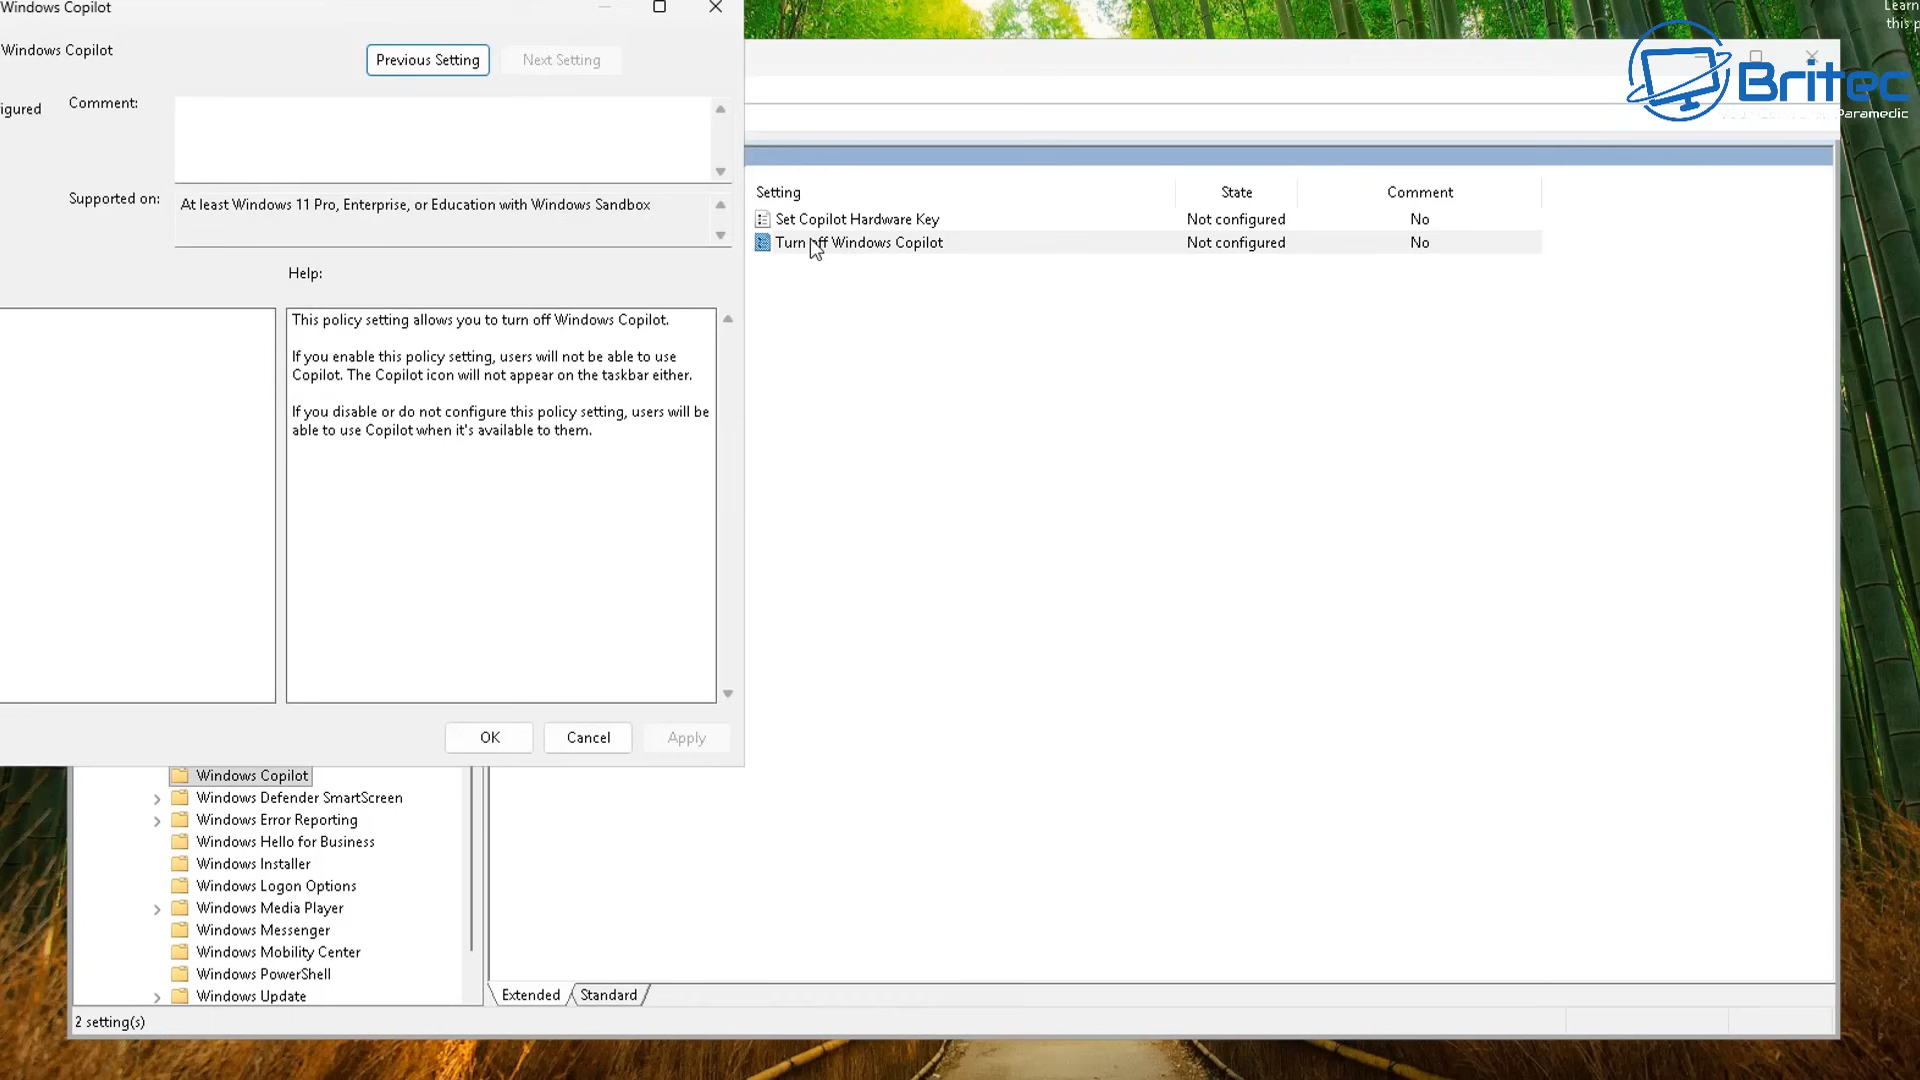 Windows Copilot
Windows Copilot
Previous Setting
Next Setting
igured
Comment:
Supported on:
At least Windows 11 Pro, Enterprise, or Education with Windows Sandbox
Help:
This policy setting allows you to turn off Windows Copilot.
If you enable this policy setting, users will not be able to use
Copilot. The Copilot icon will not appear on the taskbar either.
If you disable or do not configure this policy setting, users will be
able to use Copilot when it's available to them.
OK
Cancel
Apply
Learn
this p
Britec
Paramedic
Setting State Comment
Set Copilot Hardware Key Not configured No
Turn off Windows Copilot Not configured No
Windows Copilot
Windows Defender SmartScreen
Windows Error Reporting
Windows Hello for Business
Windows Installer
Windows Logon Options
Windows Media Player
Windows Messenger
Windows Mobility Center
Windows PowerShell
Windows Update
Extended
Standard
2 setting(s)